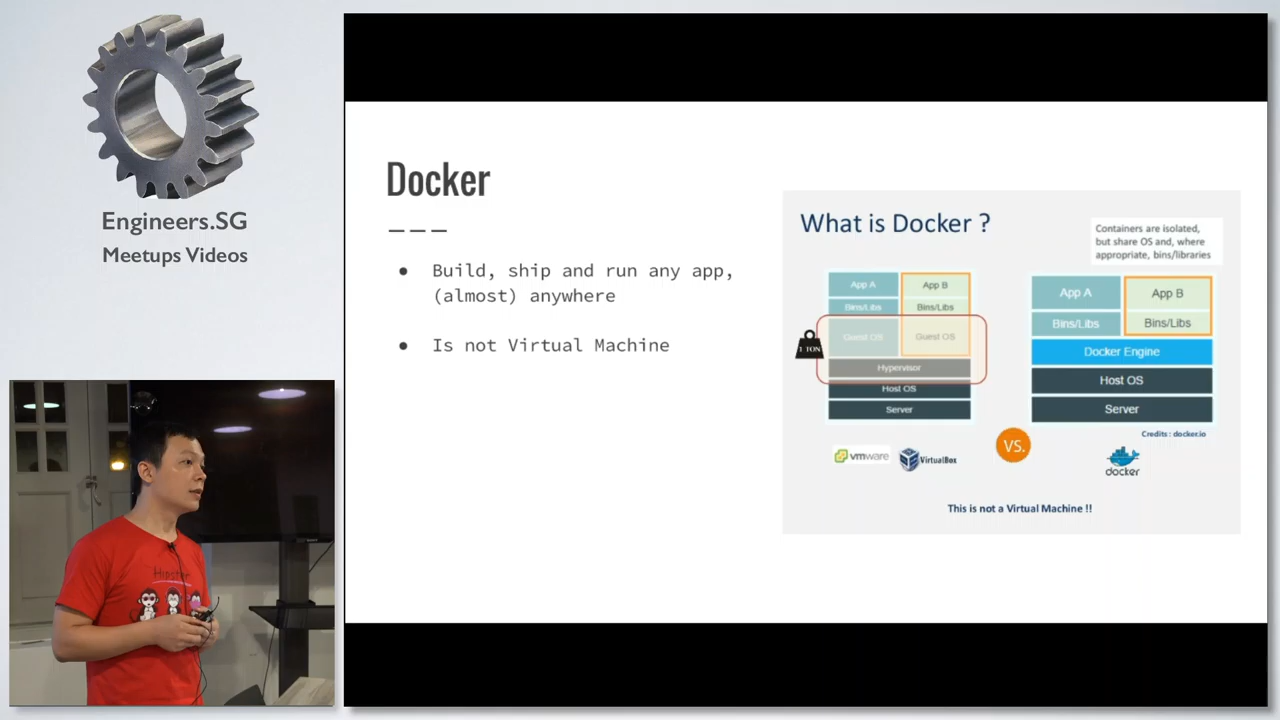 Engineers.SG
Meetups Videos
Docker
● Build, ship and run any app,
(almost) anywhere
● Is not Virtual Machine
What is Docker ?
Containers are isolated,
but share OS and, where
appropriate, bins/libraries
App A
App B
Bins/Libs
Bins/Libs
Guest OS
Guest OS
1 TON
Hypervisor
Host OS
Server
App A
App B
Bins/Libs
Bins/Libs
Docker Engine
Host OS
Server
Credits : docker.io
VS.
vmware
VirtualBox
docker
This is not a Virtual Machine !!
Hipster